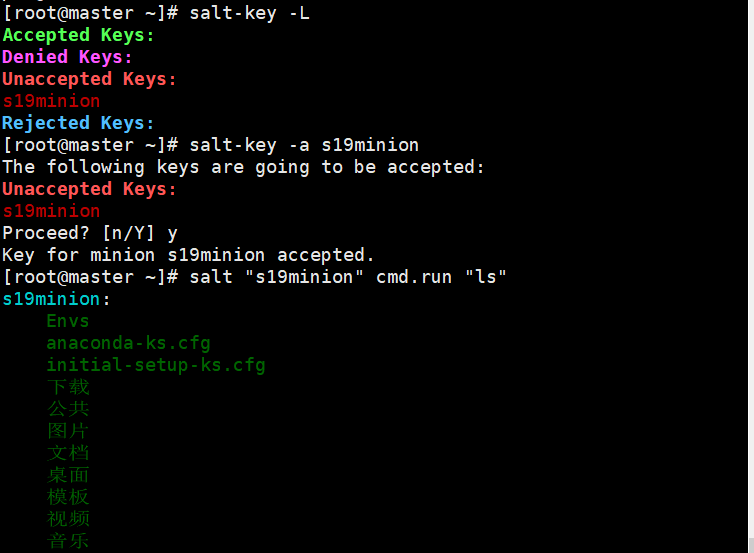 [root@master ~]# salt-key -L
Accepted Keys:
Denied Keys:
Unaccepted Keys:
s19minion
Rejected Keys:
[root@master ~]# salt-key -a s19minion
The following keys are going to be accepted:
Unaccepted Keys:
s19minion
Proceed? [n/Y] y
Key for minion s19minion accepted.
[root@master ~]# salt "s19minion" cmd.run "ls"
s19minion:
    Envs
    anaconda-ks.cfg
    initial-setup-ks.cfg
    下载
    公共
    图片
    文档
    桌面
    模板
    视频
    音乐